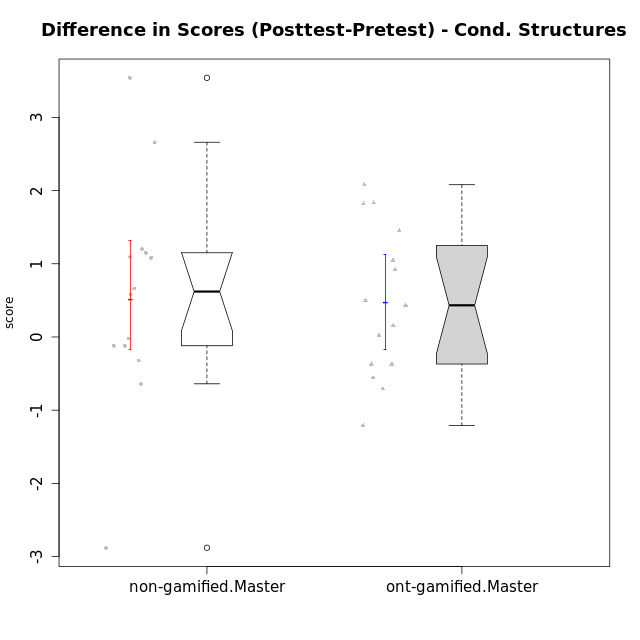 Difference in Scores (Posttest-Pretest) - Cond. Structures
score
3
2
1
0
-1
-2
-3
non-gamified.Master
ont-gamified.Master